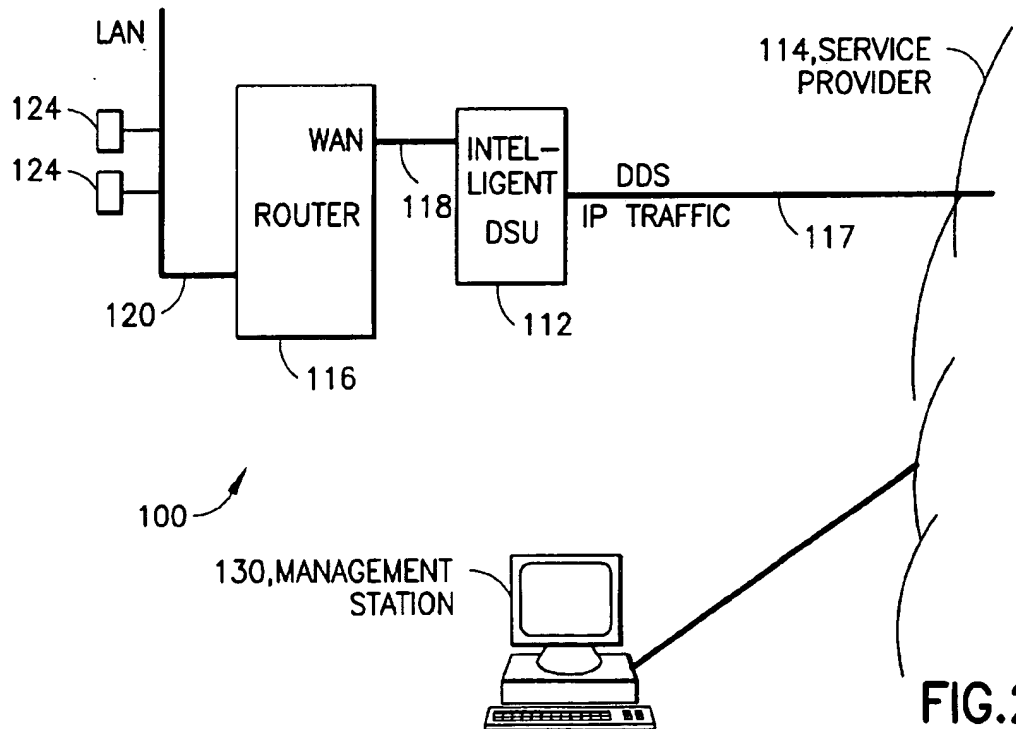 LAN
114,SERVICE
PROVIDER
124
124
WAN
ROUTER
118
INTEL-
LIGENT
DSU
DDS
IP TRAFFIC
117
120
112
116
100
130,MANAGEMENT
STATION
FIG.2